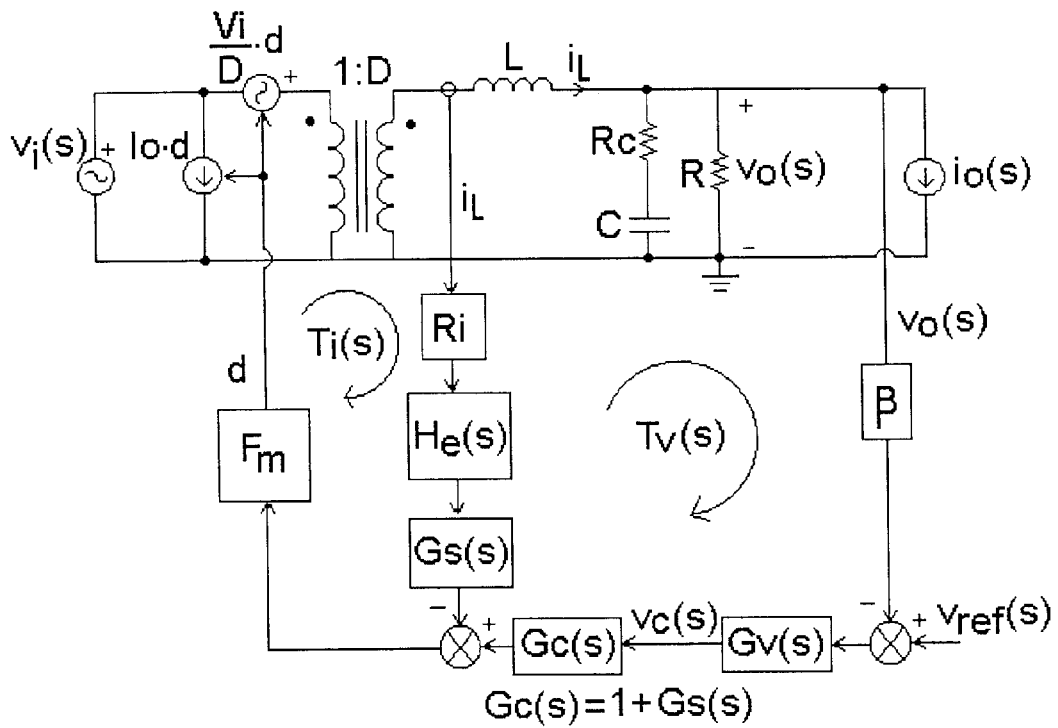 Vi
D
·d
1:D
L
iL
vi(s)
+
Io·d
+
Rc
C
R
+
vo(s)
−
io(s)
iL
Ri
Ti(s)
vo(s)
d
Tv(s)
β
He(s)
Fm
Gs(s)
−
+
Gc(s)
vc(s)
Gv(s)
−
+
vref(s)
Gc(s)=1+Gs(s)